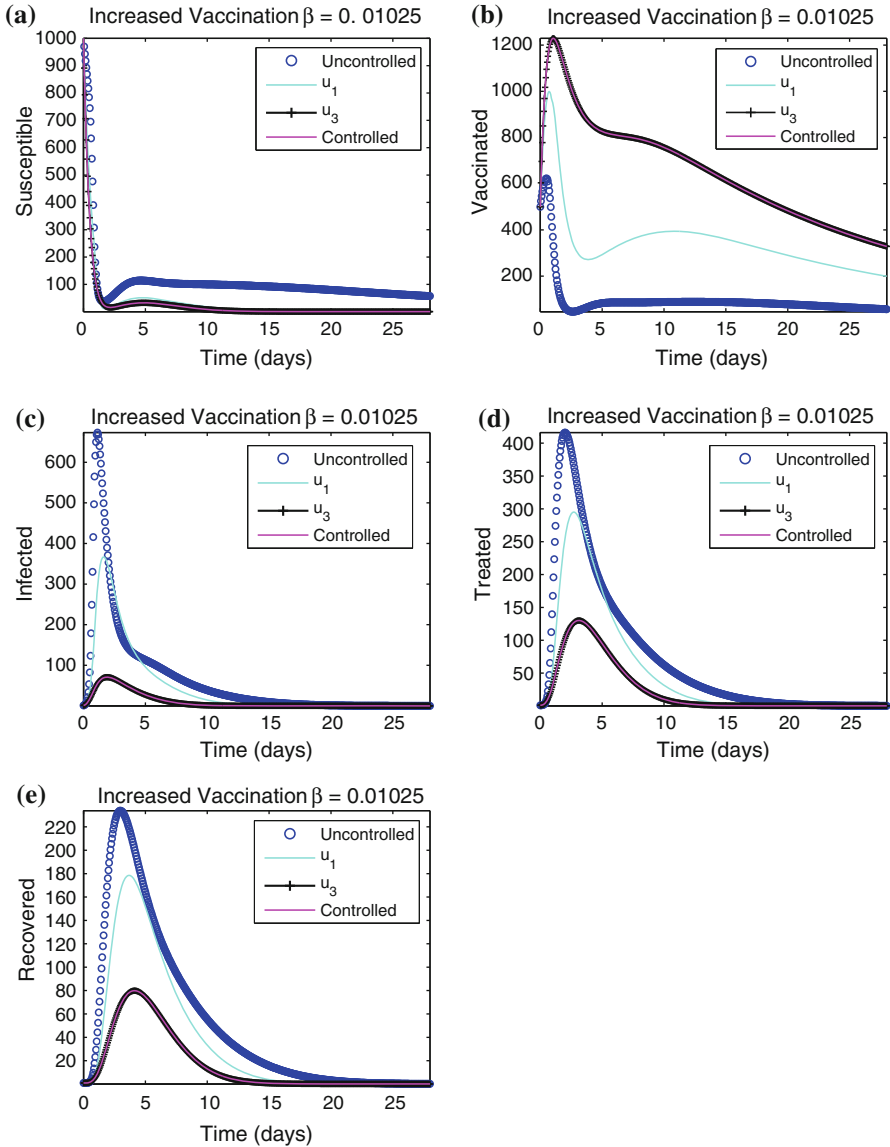 (a)
Increased Vaccination β = 0. 01025
Susceptible
1000
900
800
700
600
500
400
300
200
100
0 5 10 15 20 25
Time (days)
Uncontrolled
u1
u3
Controlled
(b)
Increased Vaccination β = 0.01025
Vaccinated
1200
1000
800
600
400
200
0 5 10 15 20 25
Time (days)
Uncontrolled
u1
u3
Controlled
(c)
Increased Vaccination β = 0.01025
Infected
600
500
400
300
200
100
0 5 10 15 20 25
Time (days)
Uncontrolled
u1
u3
Controlled
(d)
Increased Vaccination β = 0.01025
Treated
400
350
300
250
200
150
100
50
0 5 10 15 20 25
Time (days)
Uncontrolled
u1
u3
Controlled
(e)
Increased Vaccination β = 0.01025
Recovered
220
200
180
160
140
120
100
80
60
40
20
0 5 10 15 20 25
Time (days)
Uncontrolled
u1
u3
Controlled